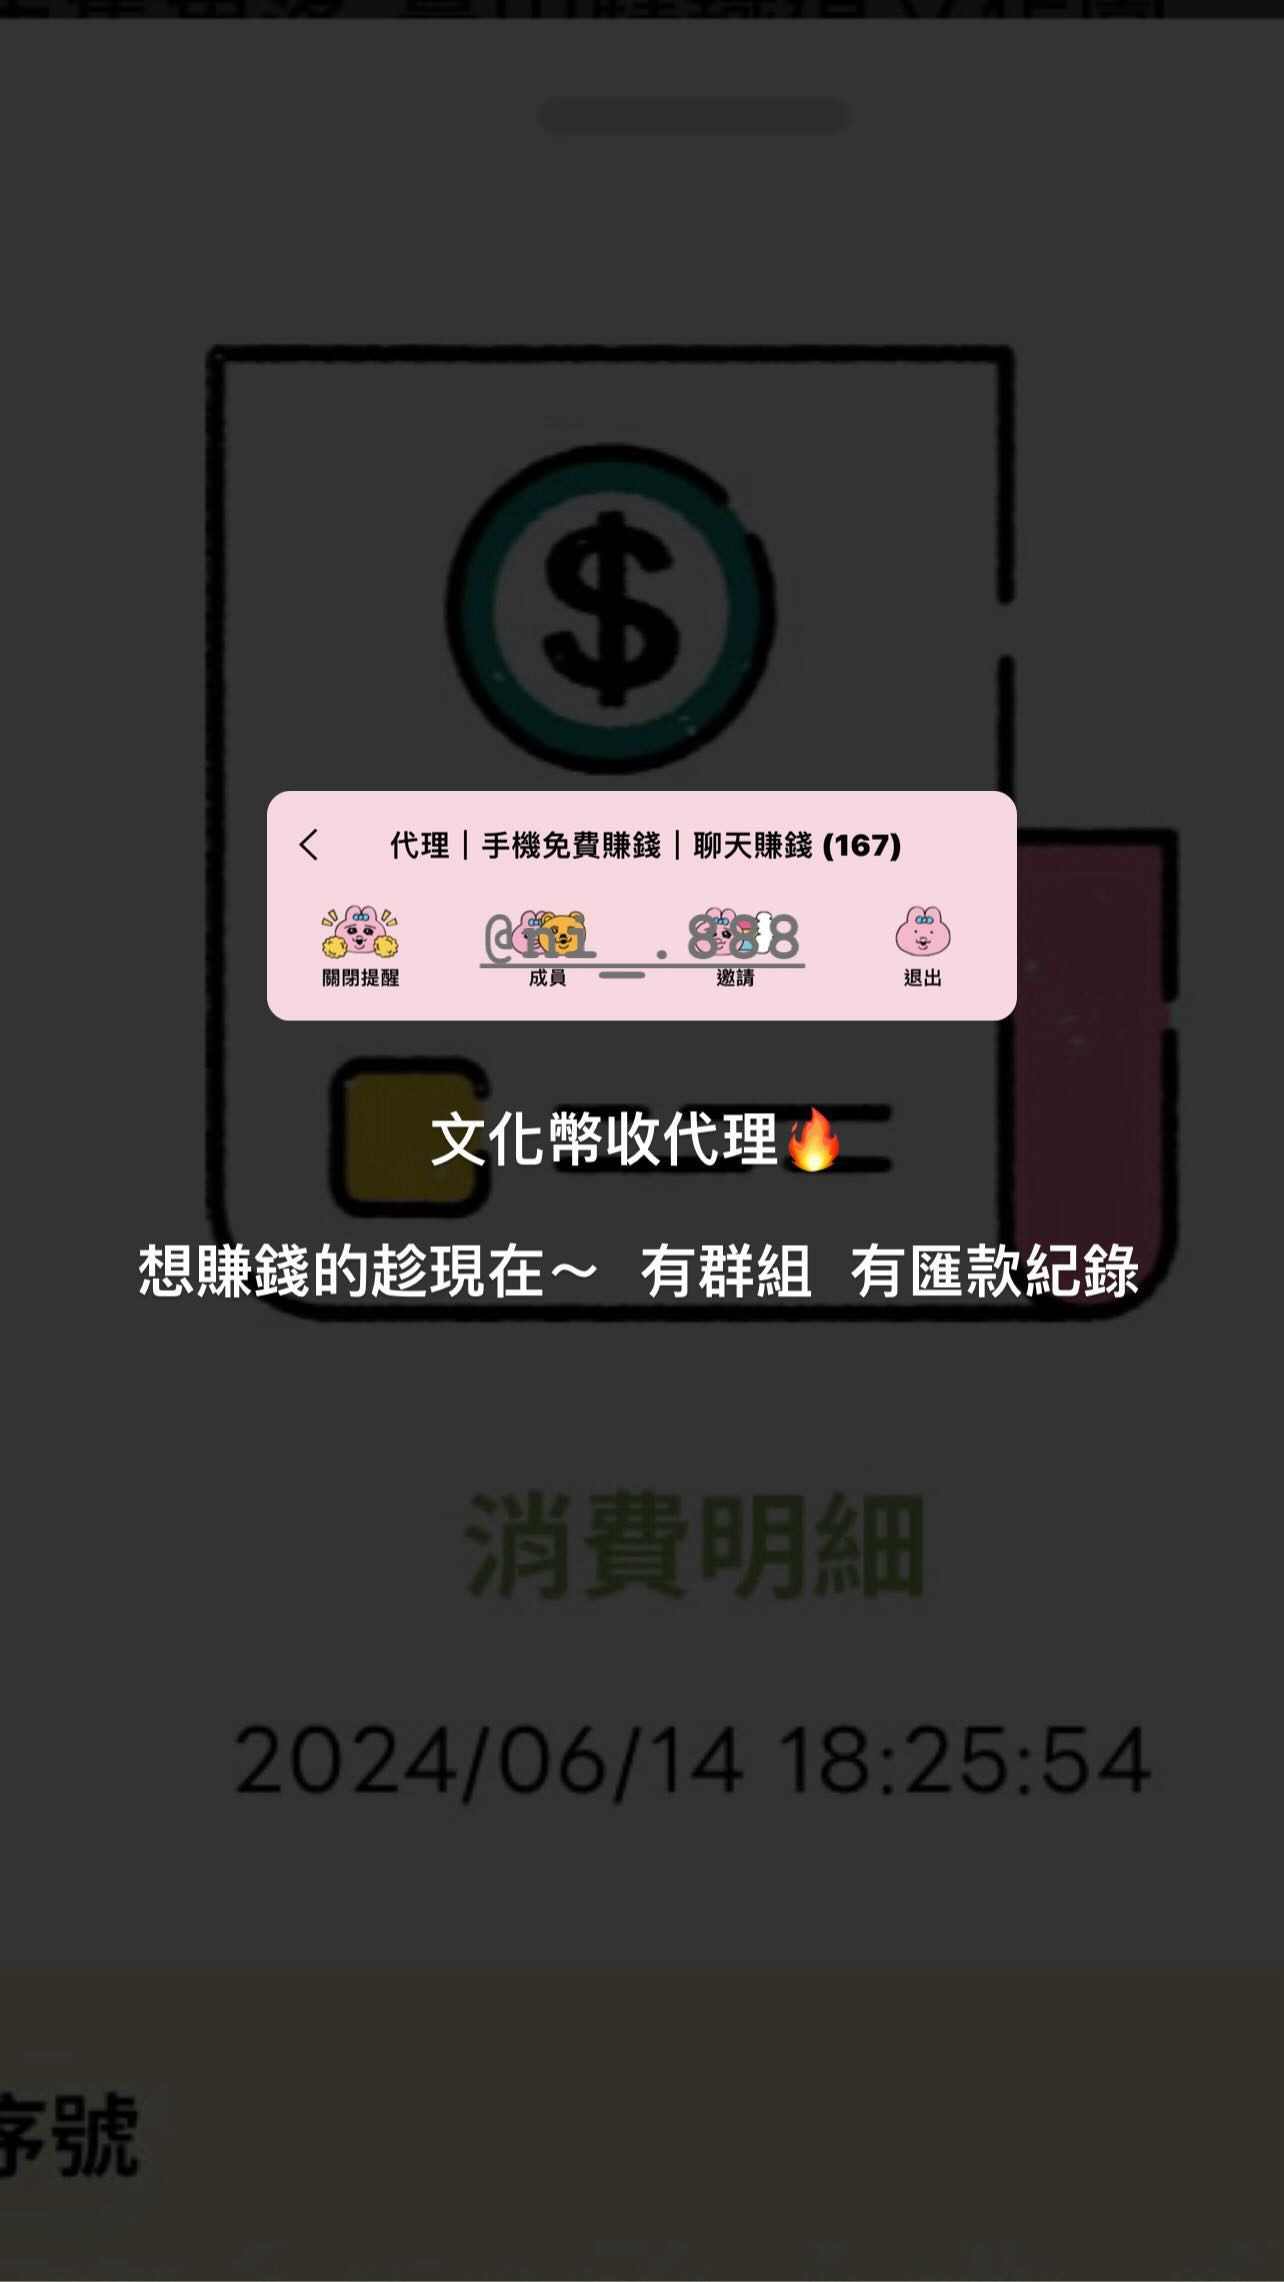 代理｜手機免費賺錢｜聊天賺錢 (167)
@ni__.888
關閉提醒 成員 邀請 退出
文化幣收代理🔥
想賺錢的趁現在～ 有群組 有匯款紀錄
消費明細
2024/06/14 18:25:54
序號